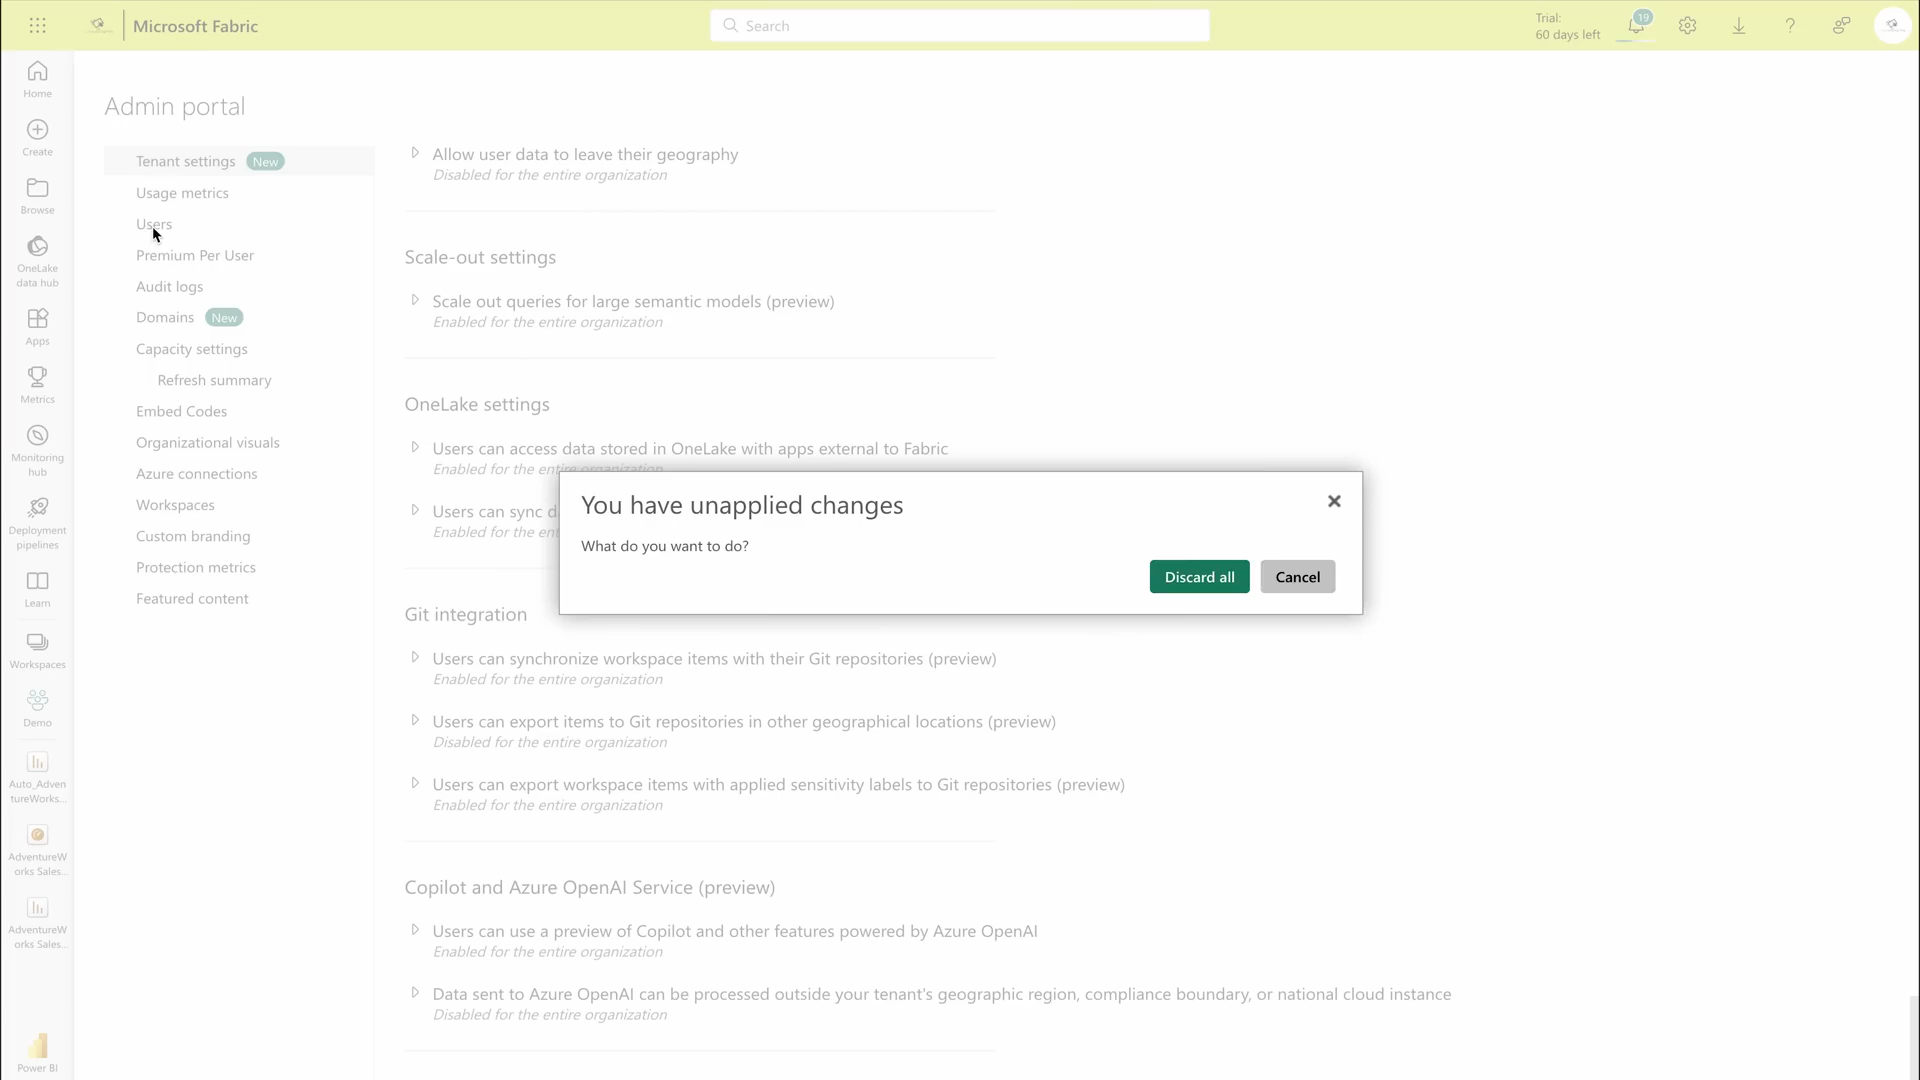 Microsoft Fabric
Search
Trial:
60 days left
19
Home
Create
Browse
OneLake
data hub
Apps
Metrics
Monitoring
hub
Deployment
pipelines
Learn
Workspaces
Demo
Auto_Adven
tureWorks...
AdventureW
orks Sales...
AdventureW
orks Sales...
Power BI
Admin portal
Tenant settings New
Usage metrics
Users
Premium Per User
Audit logs
Domains New
Capacity settings
Refresh summary
Embed Codes
Organizational visuals
Azure connections
Workspaces
Custom branding
Protection metrics
Featured content
Allow user data to leave their geography
Disabled for the entire organization
Scale-out settings
Scale out queries for large semantic models (preview)
Enabled for the entire organization
OneLake settings
Users can access data stored in OneLake with apps external to Fabric
Enabled for the entire organization
Users can sync d
Enabled for the ent
You have unapplied changes
What do you want to do?
Discard all
Cancel
Git integration
Users can synchronize workspace items with their Git repositories (preview)
Enabled for the entire organization
Users can export items to Git repositories in other geographical locations (preview)
Disabled for the entire organization
Users can export workspace items with applied sensitivity labels to Git repositories (preview)
Enabled for the entire organization
Copilot and Azure OpenAI Service (preview)
Users can use a preview of Copilot and other features powered by Azure OpenAI
Enabled for the entire organization
Data sent to Azure OpenAI can be processed outside your tenant's geographic region, compliance boundary, or national cloud instance
Disabled for the entire organization